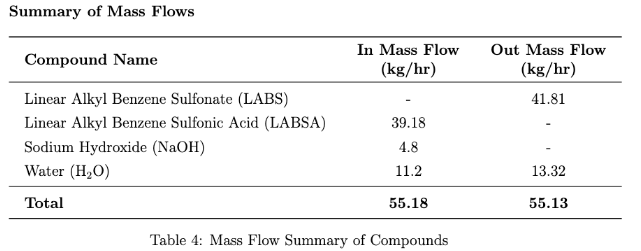 Summary of Mass Flows
Compound Name In Mass Flow (kg/hr) Out Mass Flow (kg/hr)
Linear Alkyl Benzene Sulfonate (LABS) - 41.81
Linear Alkyl Benzene Sulfonic Acid (LABSA) 39.18 -
Sodium Hydroxide (NaOH) 4.8 -
Water (H₂O) 11.2 13.32
Total 55.18 55.13
Table 4: Mass Flow Summary of Compounds